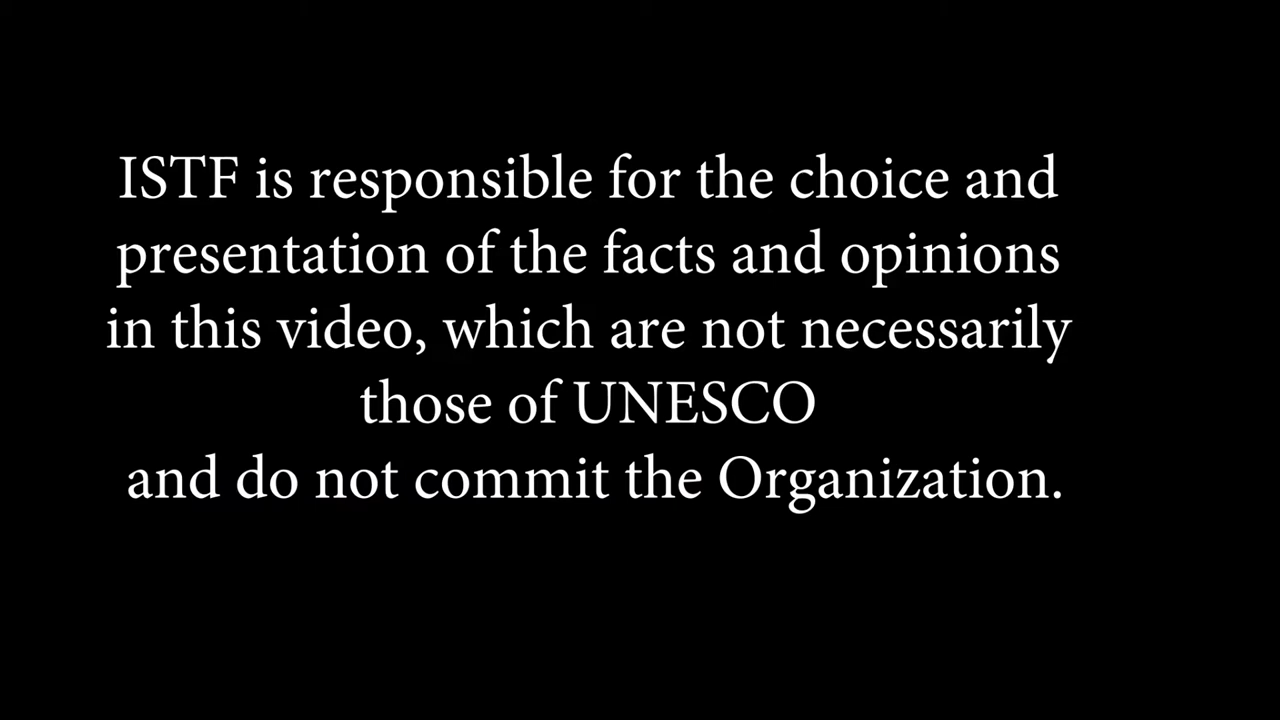 ISTF is responsible for the choice and
presentation of the facts and opinions
in this video, which are not necessarily
those of UNESCO
and do not commit the Organization.